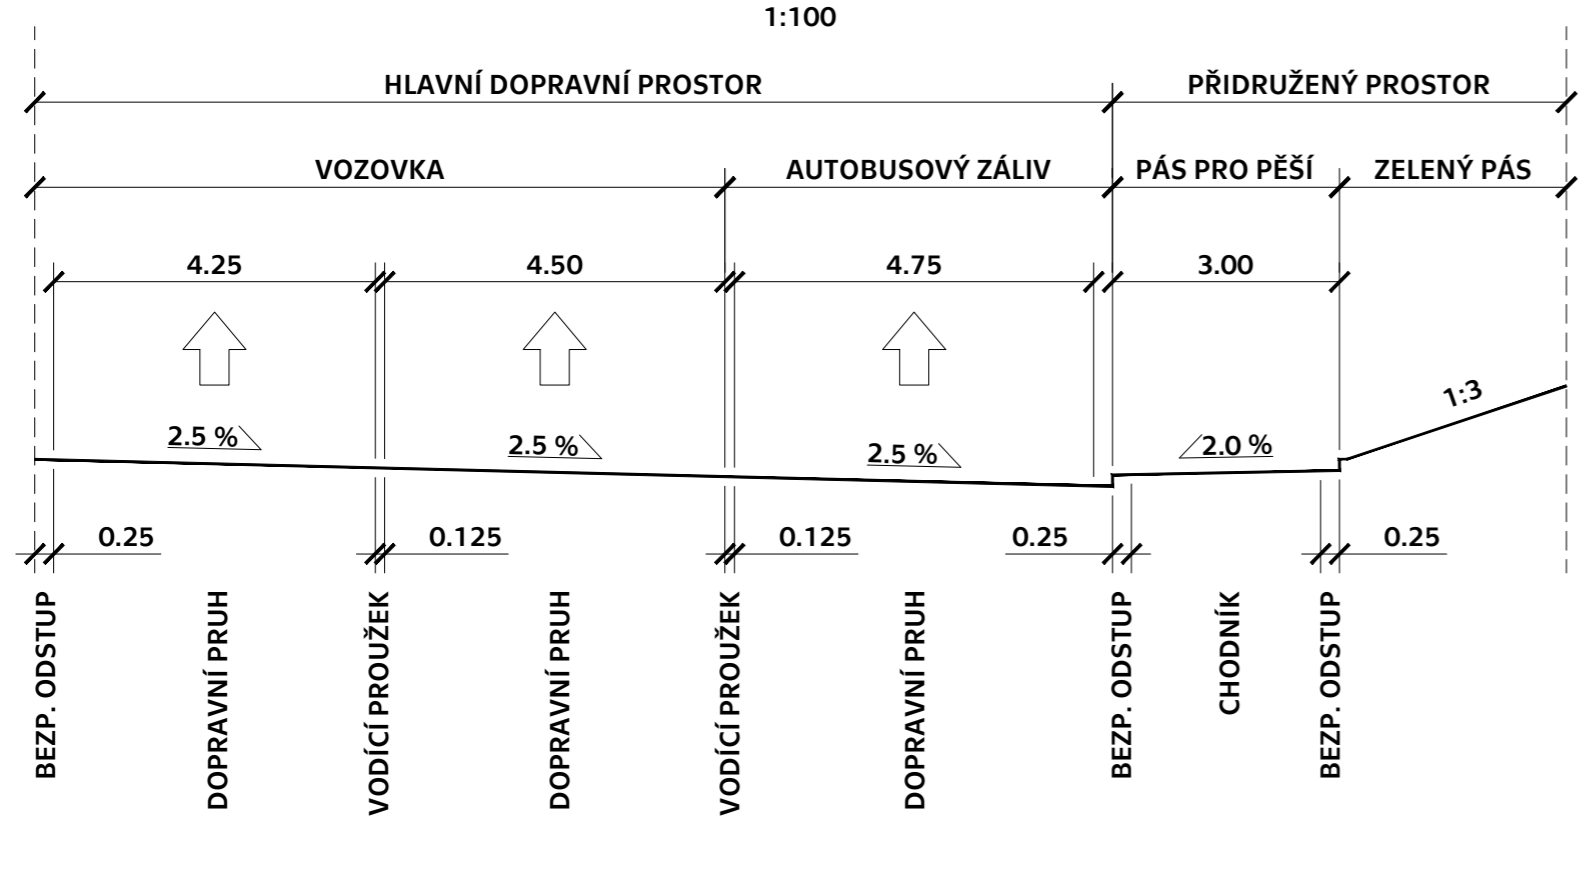 1:100
HLAVNÍ DOPRAVNÍ PROSTOR
PŘIDRUŽENÝ PROSTOR
VOZOVKA
AUTOBUSOVÝ ZÁLIV
PÁS PRO PĚŠÍ
ZELENÝ PÁS
4.25
4.50
4.75
3.00
1:3
2.5 %
2.5 %
2.5 %
2.0 %
0.25
0.125
0.125
0.25
0.25
BEZP. ODSTUP
DOPRAVNÍ PRUH
VODÍCÍ PROUŽEK
DOPRAVNÍ PRUH
VODÍCÍ PROUŽEK
DOPRAVNÍ PRUH
BEZP. ODSTUP
CHODNÍK
BEZP. ODSTUP